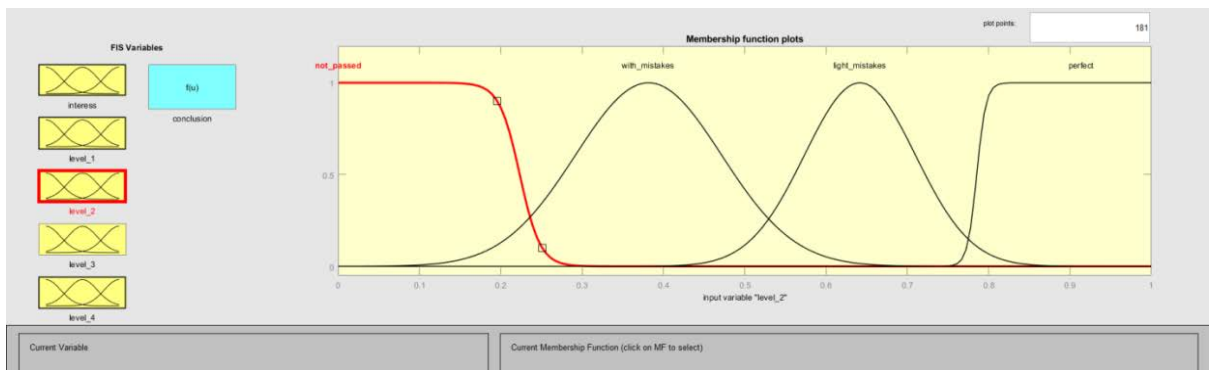 plot points:
181
FIS Variables
Membership function plots
interess
f(u)
conclusion
level_1
level_2
level_3
level_4
not_passed
with_mistakes
light_mistakes
perfect
1
0.5
0
0 0.1 0.2 0.3 0.4 0.5 0.6 0.7 0.8 0.9 1
input variable "level_2"
Current Variable
Current Membership Function (click on MF to select)